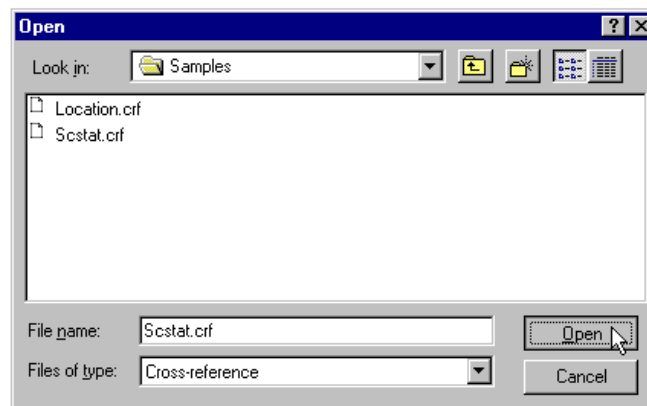 Open
Look in: Samples
Location.crf
Scstat.crf
File name: Scstat.crf Open
Files of type: Cross-reference Cancel